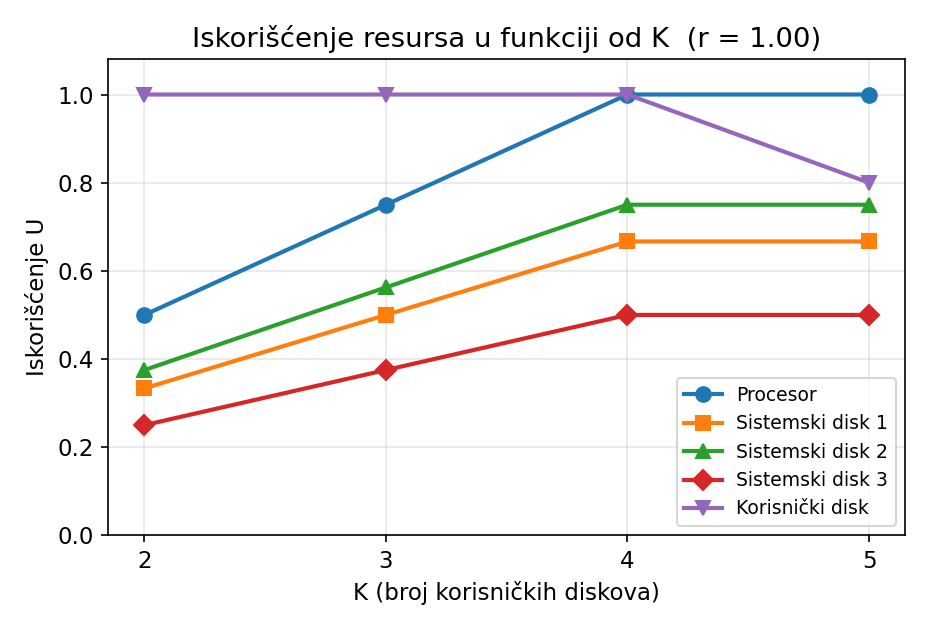 Iskorišćenje resursa u funkciji od K (r = 1.00)
Iskorišćenje U
1.0
0.8
0.6
0.4
0.2
0.0
2 3 4 5
K (broj korisničkih diskova)
Procesor
Sistemski disk 1
Sistemski disk 2
Sistemski disk 3
Korisnički disk